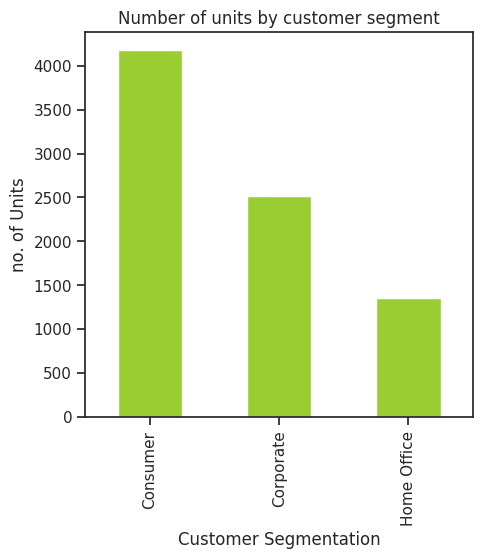 Number of units by customer segment
no. of Units
4000
3500
3000
2500
2000
1500
1000
500
0
Consumer
Corporate
Home Office
Customer Segmentation